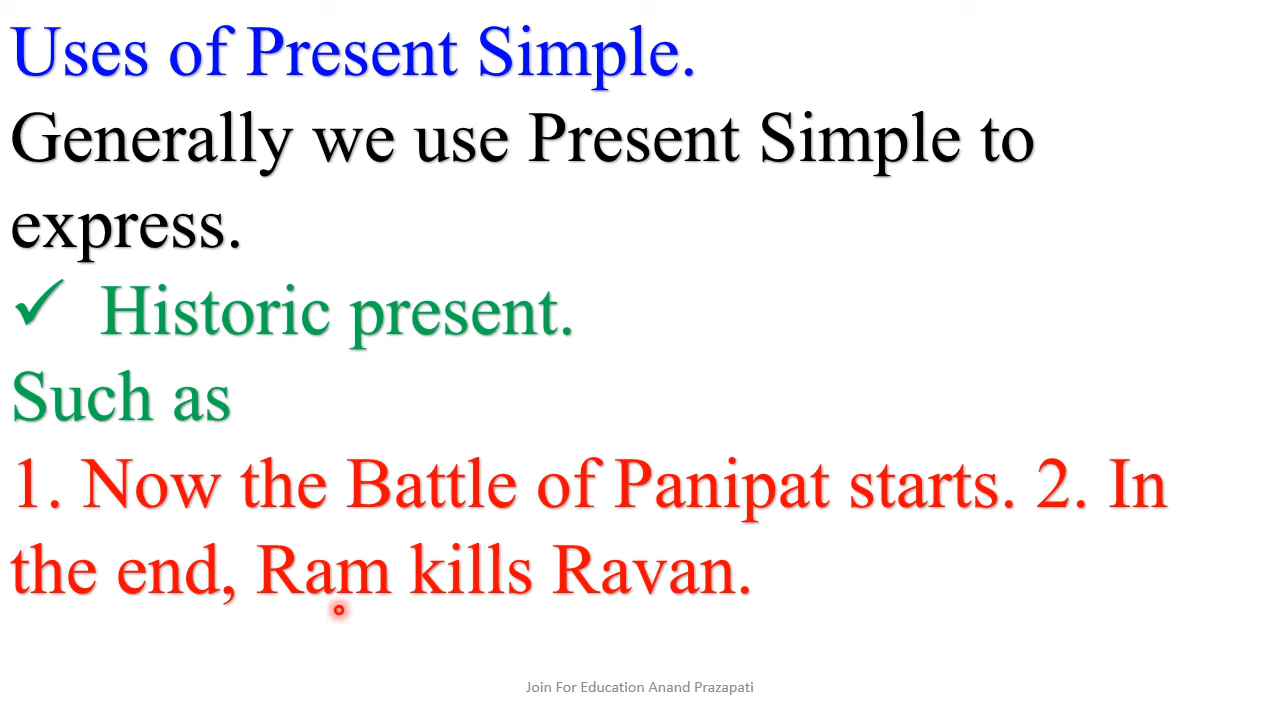 Uses of Present Simple.
Generally we use Present Simple to
express.
✓ Historic present.
Such as
1. Now the Battle of Panipat starts. 2. In
the end, Ram kills Ravan.
Join For Education Anand Prazapati